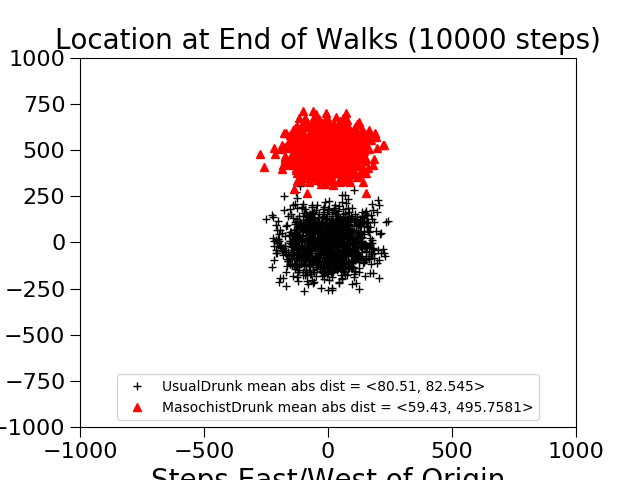 Location at End of Walks (10000 steps)
1000
750
500
250
0
−250
−500
−750
−1000
UsualDrunk mean abs dist = <80.51, 82.545>
MasochistDrunk mean abs dist = <59.43, 495.7581>
−1000 −500 0 500 1000
Steps East/West of Origin